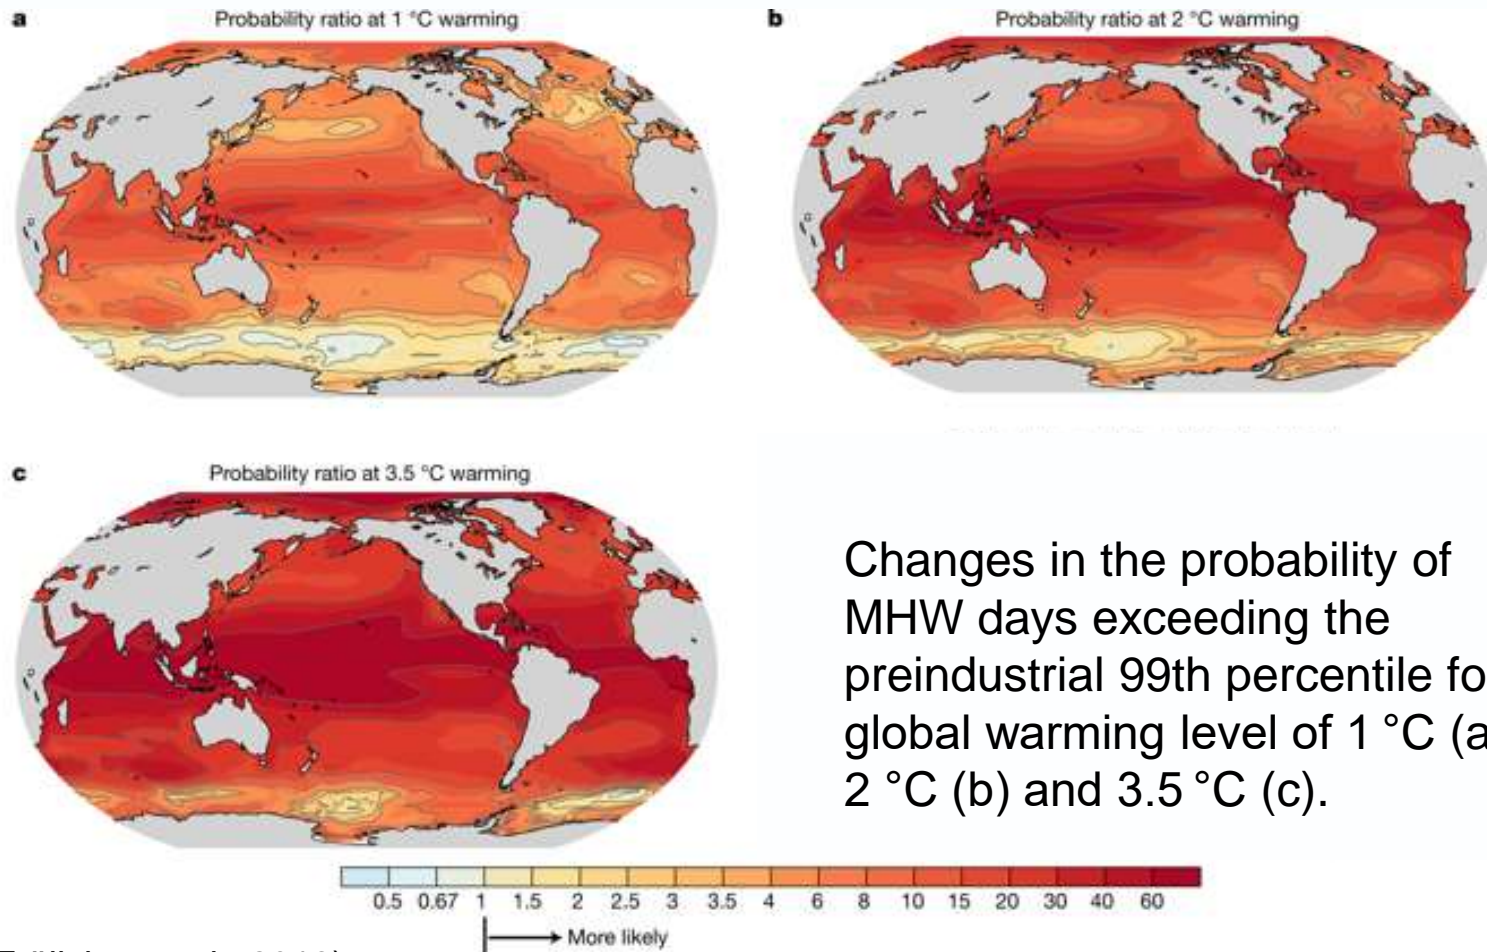 a Probability ratio at 1 °C warming
b Probability ratio at 2 °C warming
c Probability ratio at 3.5 °C warming
Changes in the probability of
MHW days exceeding the
preindustrial 99th percentile fo
global warming level of 1 °C (a
2 °C (b) and 3.5 °C (c).
0.5 0.67 1 1.5 2 2.5 3 3.5 4 6 8 10 15 20 30 40 60
More likely